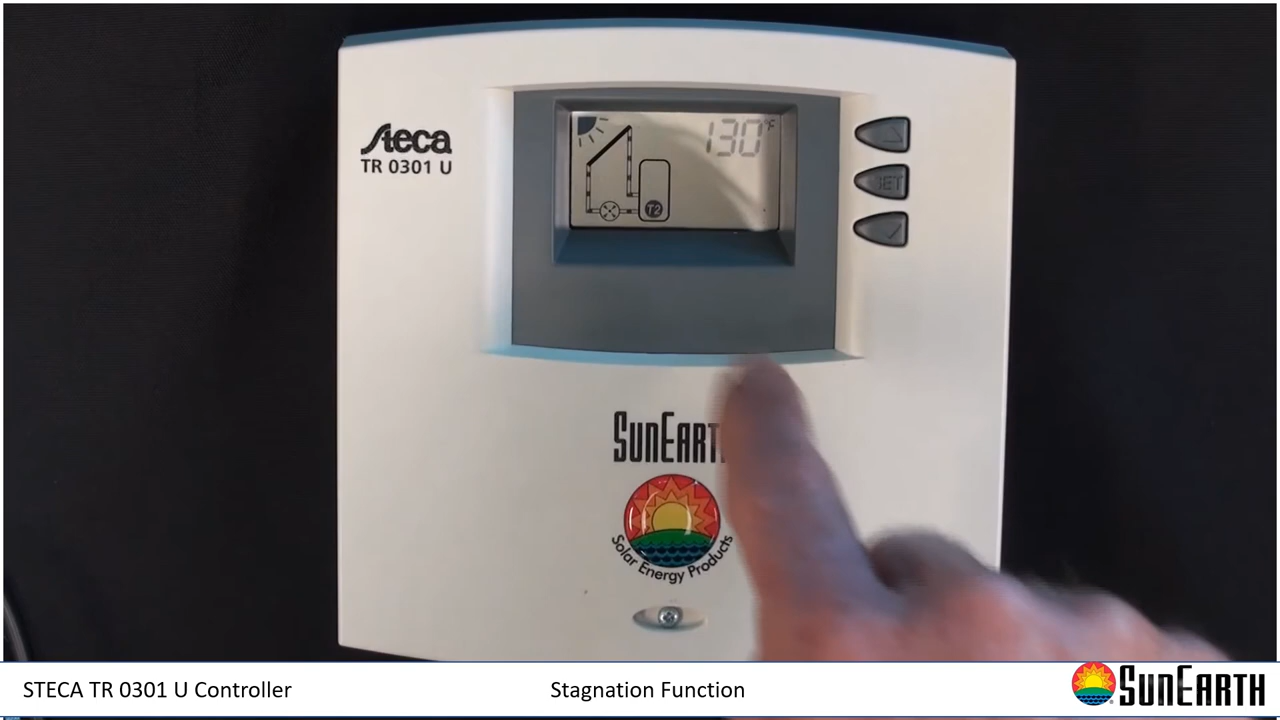 Steca
TR 0301 U
130°F
T2
SET
SUNEARTH
Solar Energy Products
STECA TR 0301 U Controller
Stagnation Function
SUNEARTH